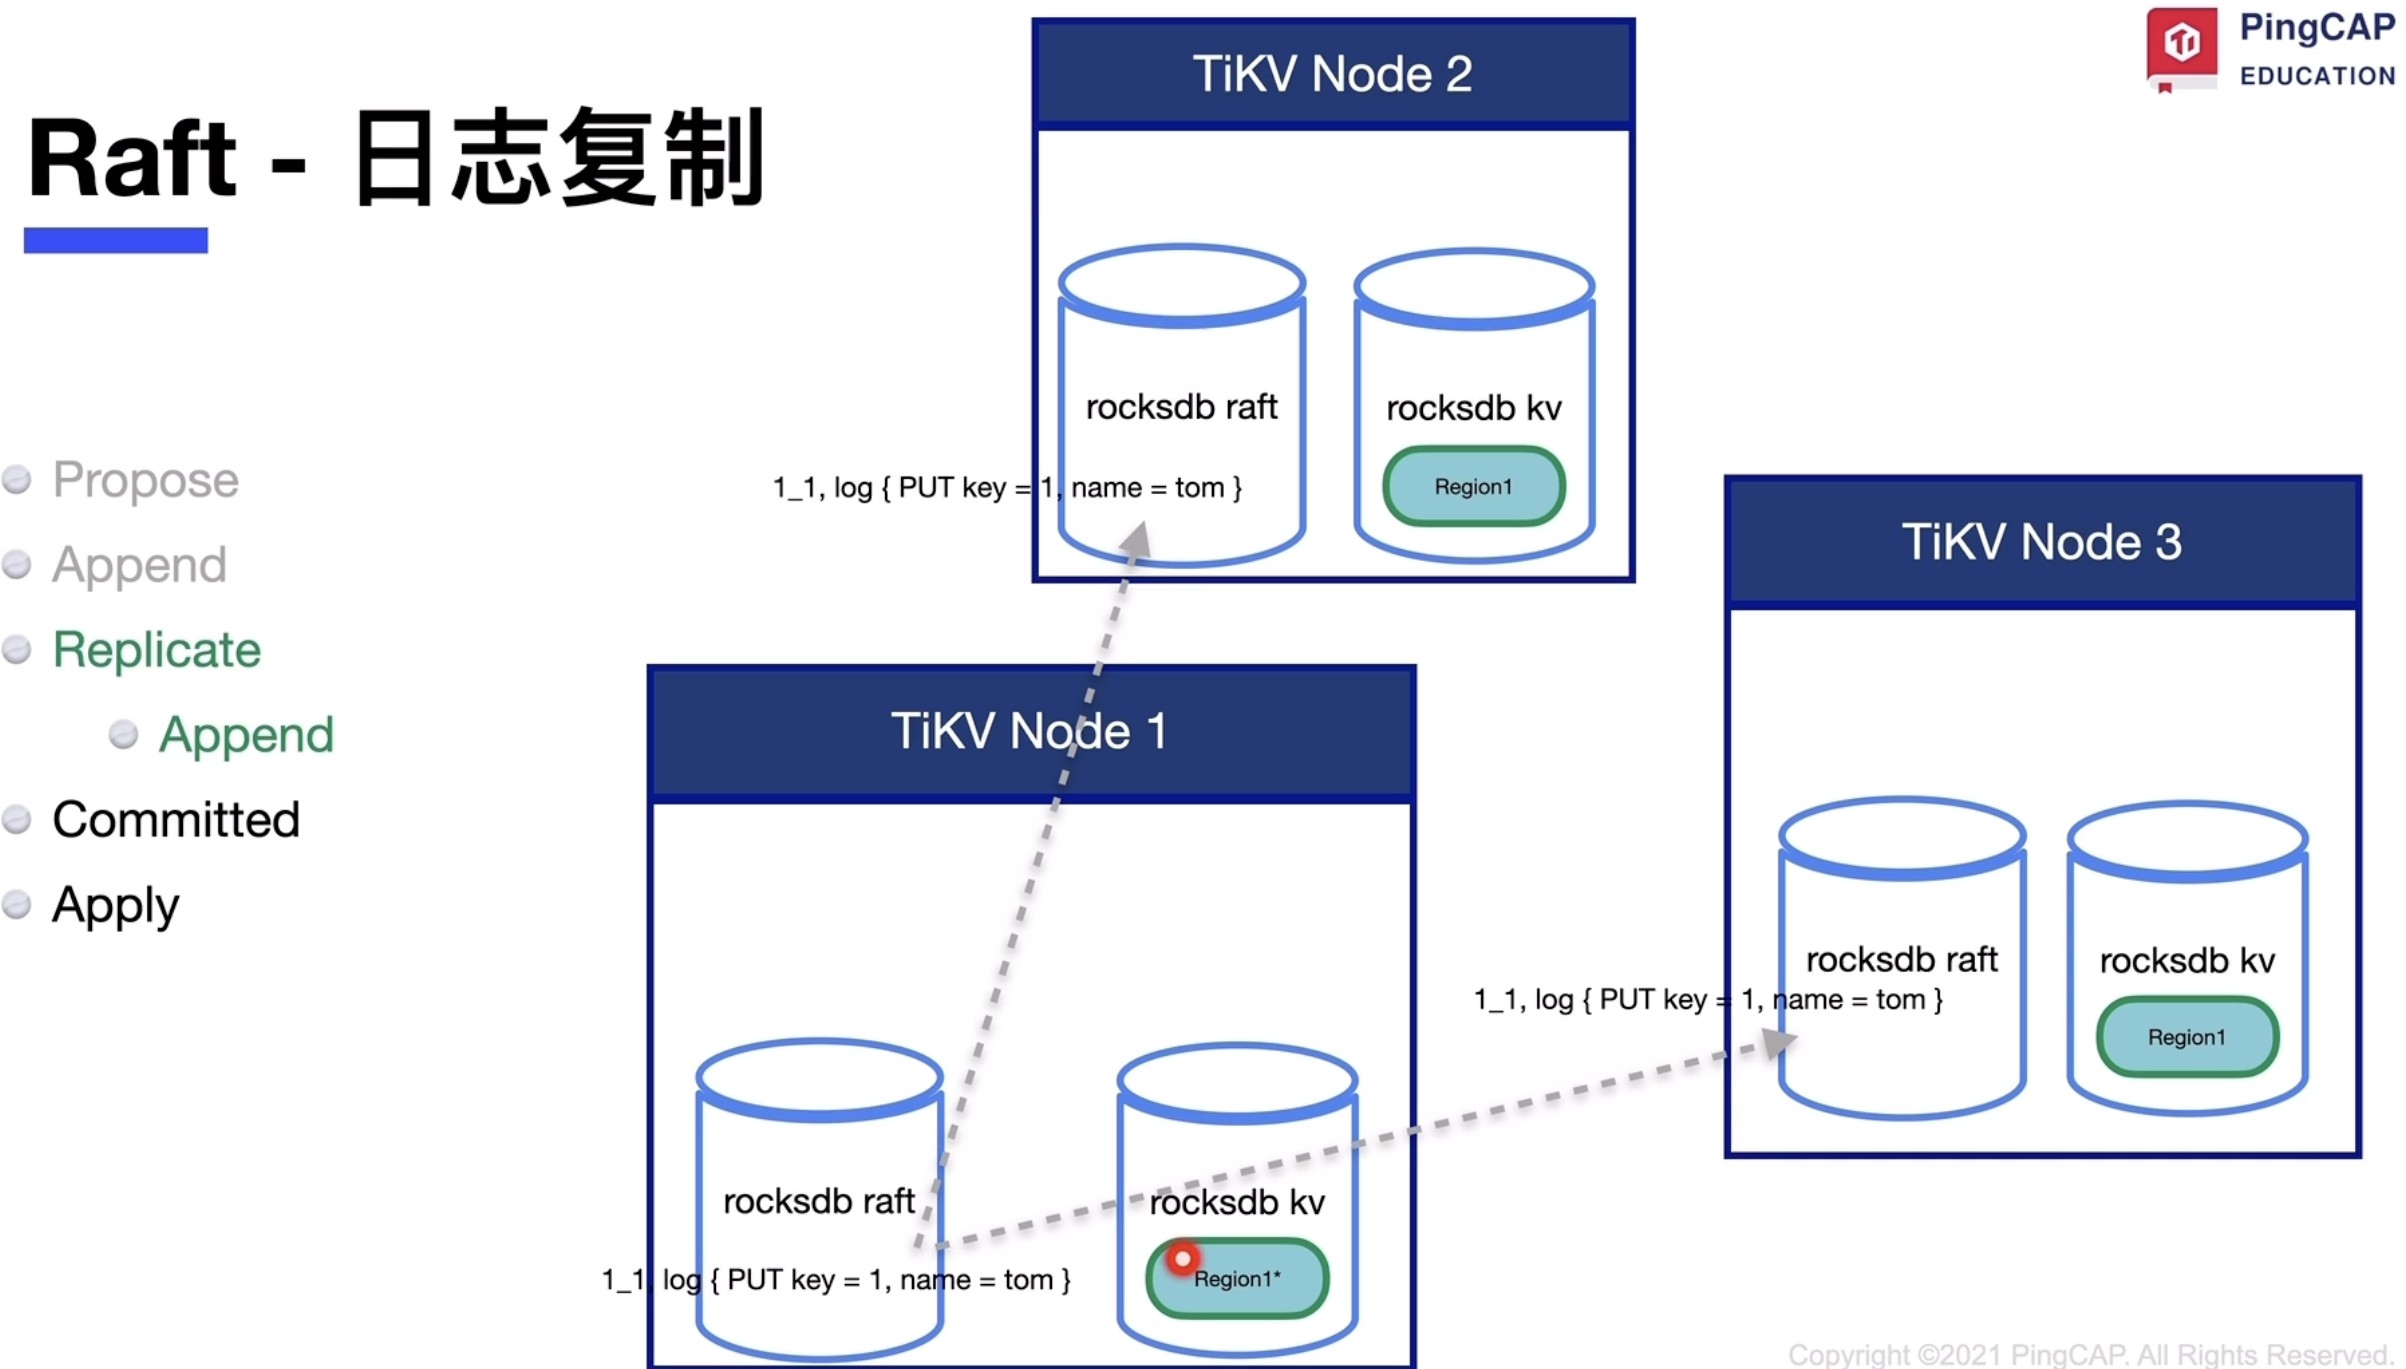 PingCAP
EDUCATION
Raft - 日志复制
Propose
Append
Replicate
Append
Committed
Apply
TiKV Node 2
rocksdb raft
rocksdb kv
1_1, log { PUT key = 1, name = tom }
Region1
TiKV Node 3
rocksdb raft
rocksdb kv
1_1, log { PUT key = 1, name = tom }
Region1
TiKV Node 1
rocksdb raft
rocksdb kv
1_1, log { PUT key = 1, name = tom }
Region1*
Copyright ©2021 PingCAP. All Rights Reserved.